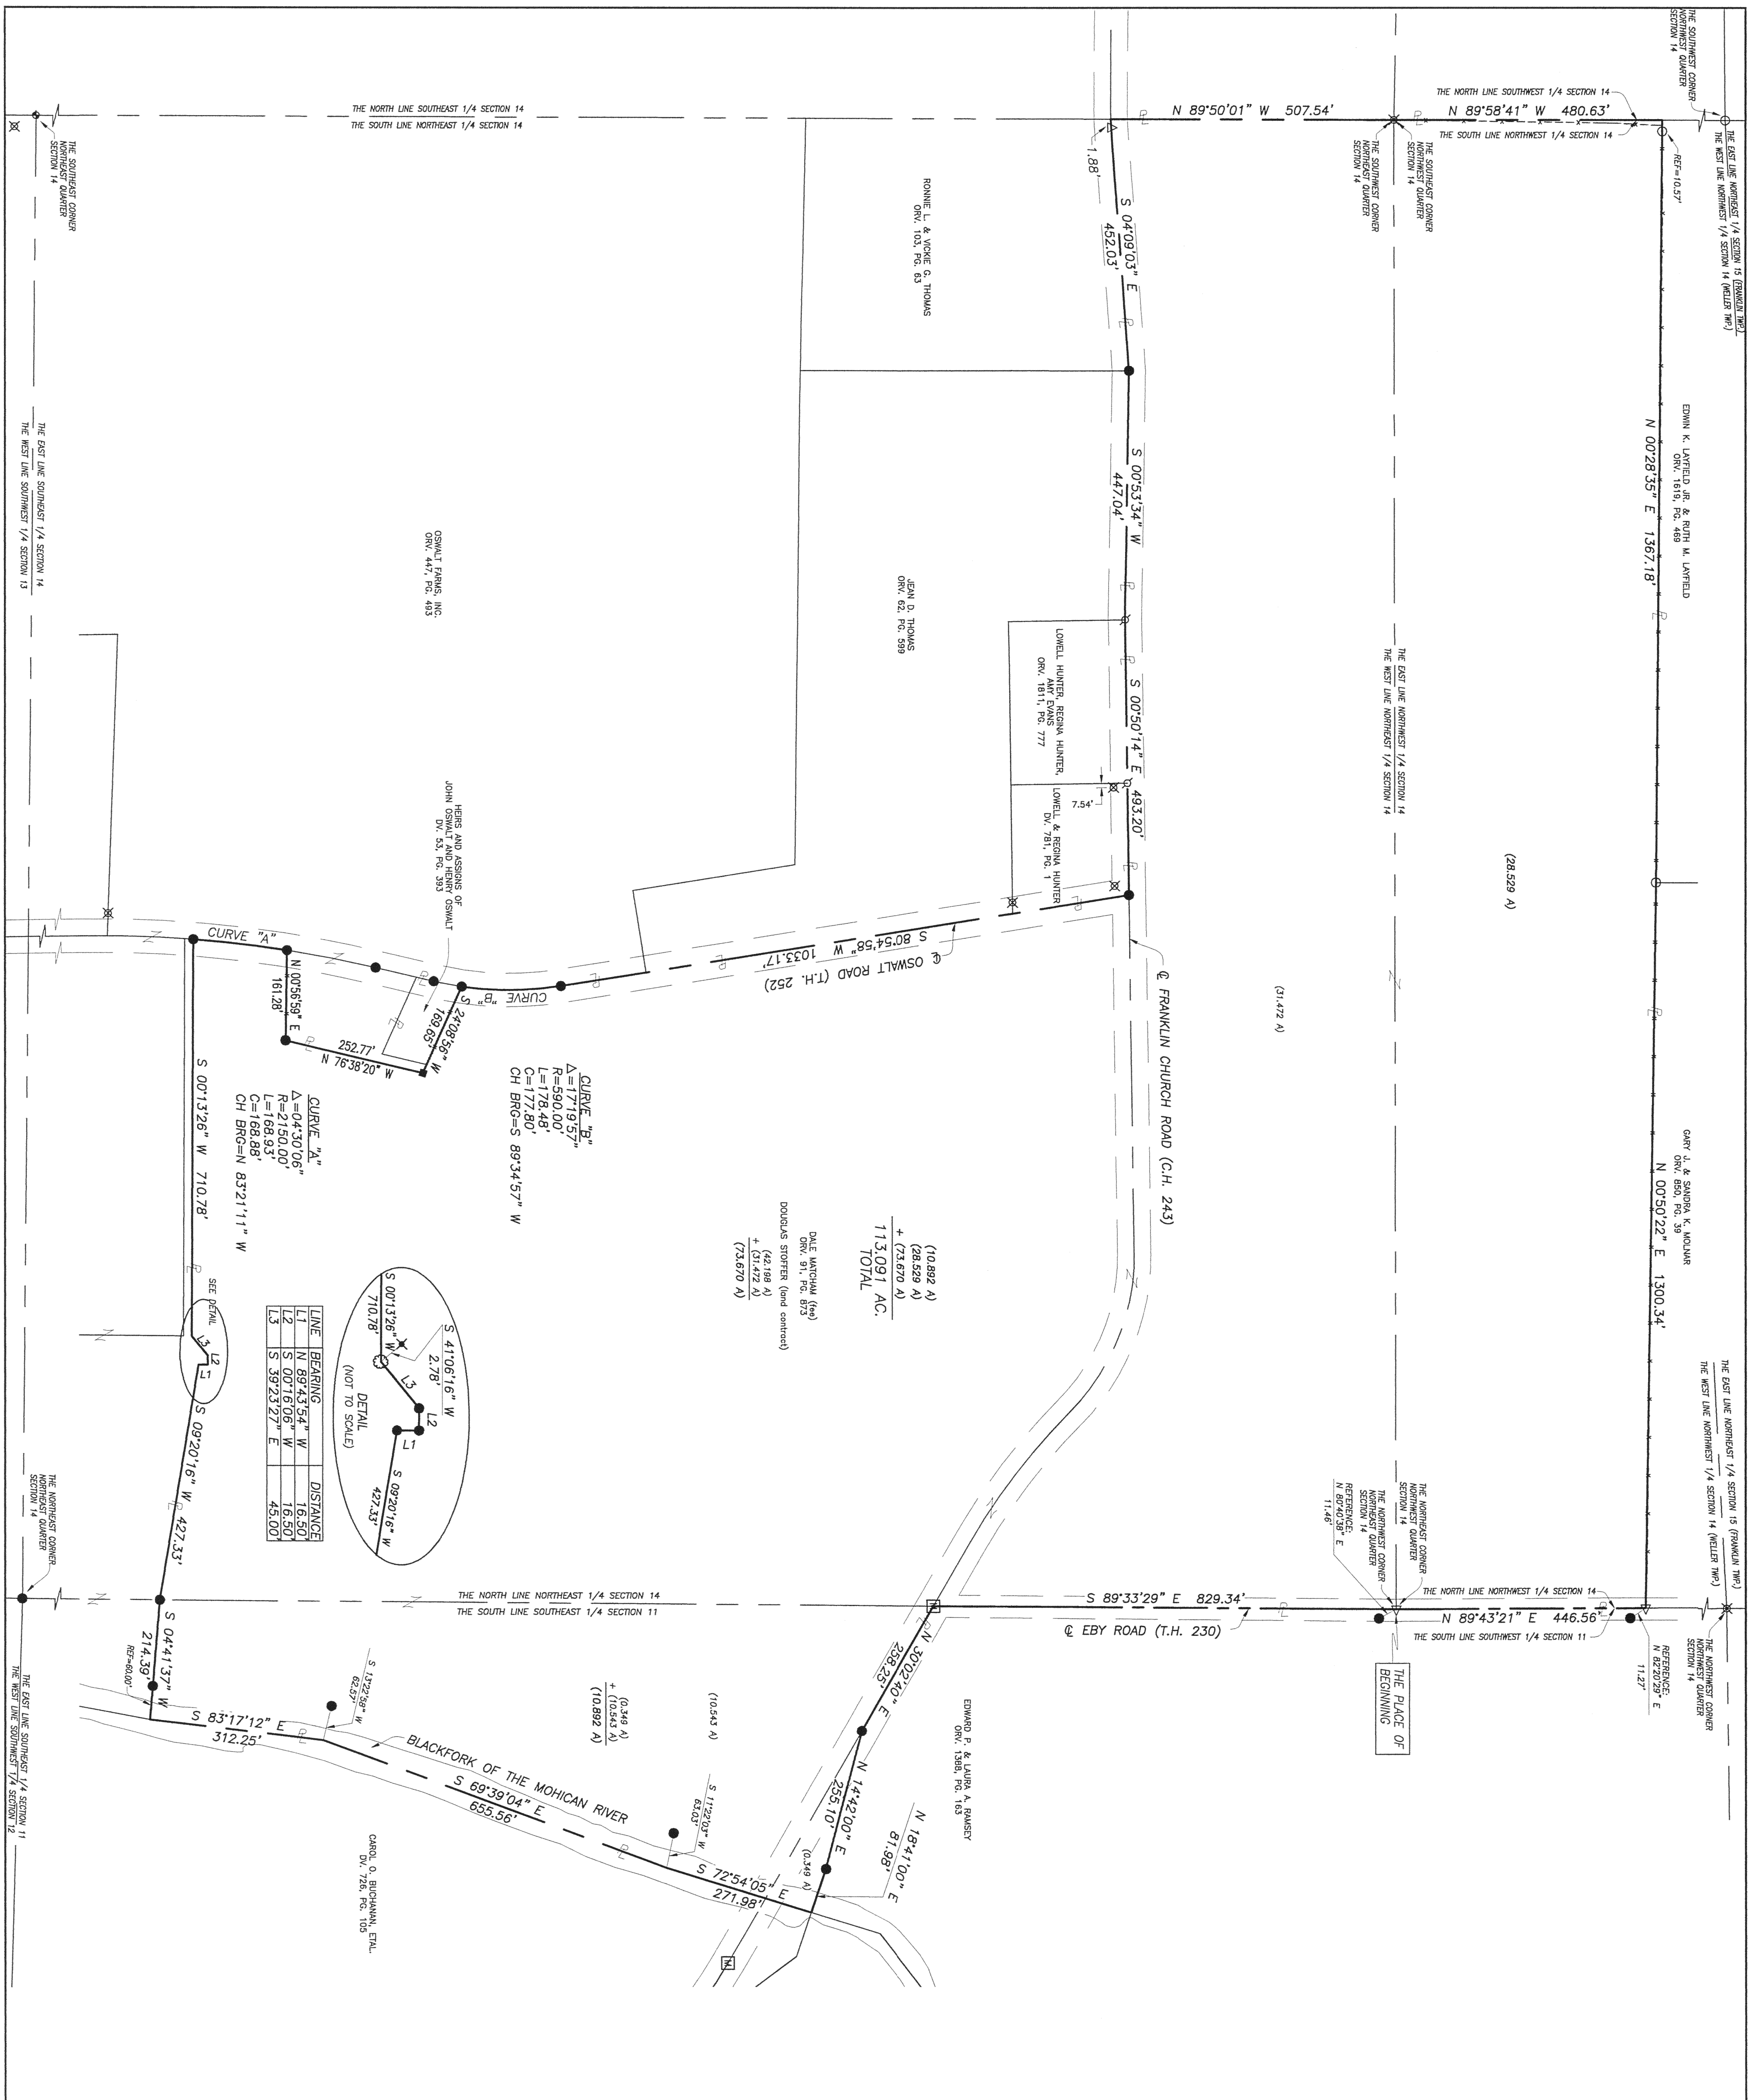 THE SOUTHWEST CORNER
NORTHWEST QUARTER
SECTION 14
THE EAST LINE NORTHEAST 1/4 SECTION 15 (FRANKLIN TWP.)
THE WEST LINE NORTHWEST 1/4 SECTION 14 (WELLER TWP.)
REF=10.57'
THE NORTH LINE SOUTHWEST 1/4 SECTION 14
N 89°58'41" W 480.63'
THE SOUTH LINE NORTHWEST 1/4 SECTION 14
N 89°50'01" W 507.54'
THE SOUTHEAST CORNER
NORTHWEST QUARTER
SECTION 14
THE SOUTHWEST CORNER
NORTHEAST QUARTER
SECTION 14
THE NORTH LINE SOUTHEAST 1/4 SECTION 14
THE SOUTH LINE NORTHEAST 1/4 SECTION 14
THE SOUTHEAST CORNER
NORTHEAST QUARTER
SECTION 14
1.88'
S 04°09'03" E
452.03'
RONNIE L. & VICKIE G. THOMAS
ORV. 103, PG. 63
EDWIN K. LAYFIELD JR. & RUTH M. LAYFIELD
ORV. 1619, PG. 469
N 00°28'35" E 1367.18'
S 00°53'34" W
447.04'
THE EAST LINE SOUTHEAST 1/4 SECTION 14
THE WEST LINE SOUTHWEST 1/4 SECTION 13
OSWALT FARMS, INC.
ORV. 447, PG. 493
JEAN D. THOMAS
ORV. 62, PG. 599
LOWELL HUNTER, REGINA HUNTER,
AMY EVANS
ORV. 1811, PG. 777
S 00°50'14" E 493.20'
7.54'
LOWELL & REGINA HUNTER
DV. 781, PG. 1
THE EAST LINE NORTHWEST 1/4 SECTION 14
THE WEST LINE NORTHEAST 1/4 SECTION 14
(28.529 A)
(31.472 A)
HEIRS AND ASSIGNS OF
JOHN OSWALT AND HENRY OSWALT
DV. 53, PG. 393
CURVE "A"
N 00°56'59" E
161.28'
252.77'
N 76°38'20" W
S 24°08'56" W
169.65'
CURVE "B"
S 80°54'58" W 1033.17'
℄ OSWALT ROAD (T.H. 252)
℄ FRANKLIN CHURCH ROAD (C.H. 243)
CURVE "B"
Δ=17°19'57"
R=590.00'
L=178.48'
C=177.80'
CH BRG=S 89°34'57" W
CURVE "A"
Δ=04°30'06"
R=2150.00'
L=168.93'
C=168.88'
CH BRG=N 83°21'11" W
S 00°13'26" W 710.78'
GARY J. & SANDRA K. MOLNAR
ORV. 850, PG. 39
N 00°50'22" E 1300.34'
(10.892 A)
(28.529 A)
+ (73.670 A)
113.091 AC.
TOTAL
DALE MATCHAM (fee)
ORV. 91, PG. 873
DOUGLAS STOFFER (land contract)
(42.198 A)
+ (31.472 A)
(73.670 A)
SEE DETAIL
L3
L2
L1
S 00°13'26" W
710.78'
S 41°06'16" W
2.78'
L3
L2
L1
S 09°20'16" W
427.33'
DETAIL
(NOT TO SCALE)
LINE BEARING DISTANCE
L1 N 89°43'54" W 16.50'
L2 S 00°16'06" W 16.50'
L3 S 39°23'27" E 45.00'
S 09°20'16" W 427.33'
THE NORTHEAST CORNER
NORTHEAST QUARTER
SECTION 14
THE EAST LINE NORTHEAST 1/4 SECTION 15 (FRANKLIN TWP.)
THE WEST LINE NORTHWEST 1/4 SECTION 14 (WELLER TWP.)
THE NORTHWEST CORNER
NORTHWEST QUARTER
SECTION 14
THE NORTHEAST CORNER
NORTHWEST QUARTER
SECTION 14
THE NORTHWEST CORNER
NORTHEAST QUARTER
SECTION 14
REFERENCE:
N 80°40'38" E
11.46'
THE NORTH LINE NORTHWEST 1/4 SECTION 14
N 89°43'21" E 446.56'
THE SOUTH LINE SOUTHWEST 1/4 SECTION 11
REFERENCE:
N 82°20'29" E
11.27'
S 89°33'29" E 829.34'
℄ EBY ROAD (T.H. 230)
THE PLACE OF
BEGINNING
THE NORTH LINE NORTHEAST 1/4 SECTION 14
THE SOUTH LINE SOUTHEAST 1/4 SECTION 11
S 04°41'37" W
214.39'
REF=60.00'
S 83°17'12" E
312.25'
S 13°22'58" W
62.57'
BLACKFORK OF THE MOHICAN RIVER
S 69°39'04" E
655.56'
(0.349 A)
+ (10.543 A)
(10.892 A)
(10.543 A)
S 11°22'03" W
63.03'
S 72°54'05" E
271.98'
N 30°02'40" E
258.25'
N 14°42'00" E
255.10'
(0.349 A)
N 18°41'00" E
81.98'
EDWARD P. & LAURA A. RAMSEY
ORV. 1388, PG. 163
CAROL O. BUCHANAN, ETAL.
DV. 726, PG. 105
THE EAST LINE SOUTHEAST 1/4 SECTION 11
THE WEST LINE SOUTHWEST 1/4 SECTION 12